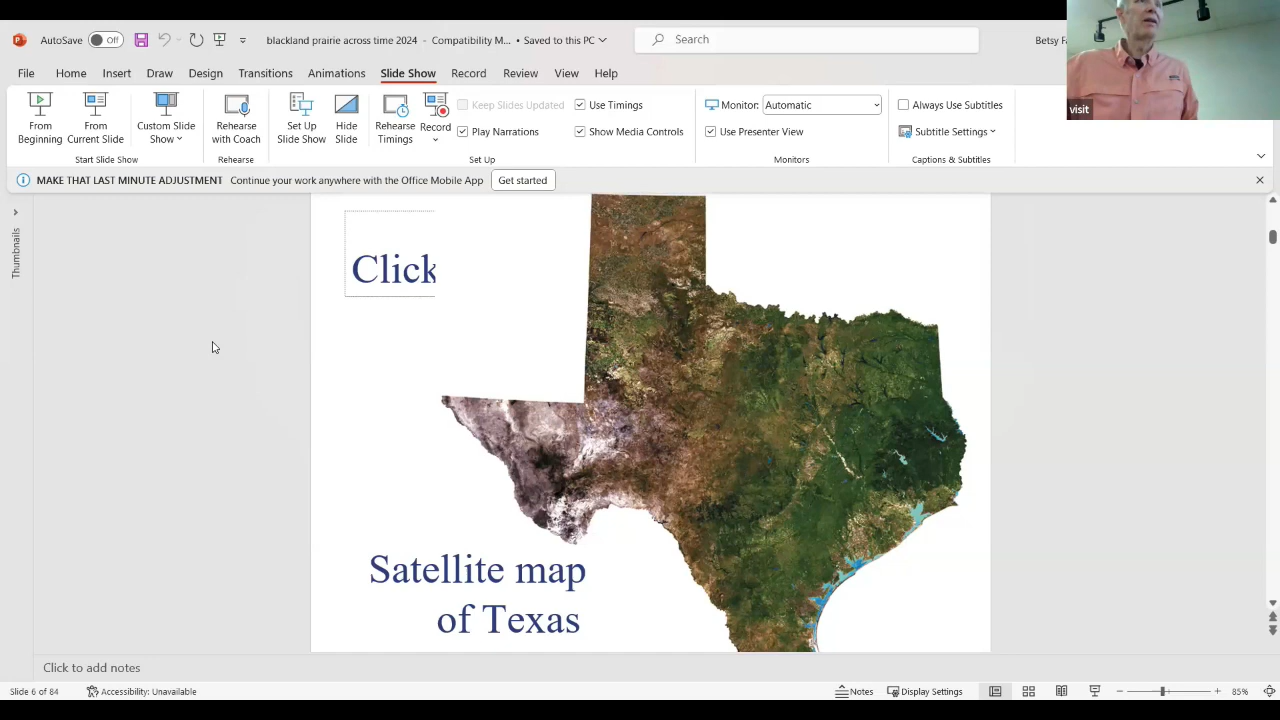 AutoSave Off blackland prairie across time 2024 - Compatibility M... • Saved to this PC Search Betsy
File Home Insert Draw Design Transitions Animations Slide Show Record Review View Help
Keep Slides Updated Use Timings Monitor: Automatic Always Use Subtitles
From Beginning From Current Slide Custom Slide Show Rehearse with Coach Set Up Slide Show Hide Slide Rehearse Timings Record
Play Narrations Show Media Controls Use Presenter View Subtitle Settings
Start Slide Show Rehearse Set Up Monitors Captions & Subtitles
visit
MAKE THAT LAST MINUTE ADJUSTMENT Continue your work anywhere with the Office Mobile App Get started
Thumbnails
Click
Satellite map
of Texas
Click to add notes
Slide 6 of 84 Accessibility: Unavailable Notes Display Settings 85%